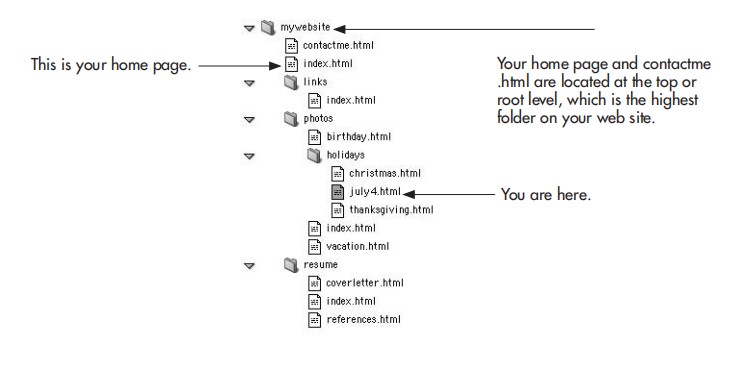 mywebsite
contactme.html
This is your home page.
index.html
Your home page and contactme
.html are located at the top or
root level, which is the highest
folder on your web site.
links
index.html
photos
birthday.html
holidays
christmas.html
july4.html
You are here.
thanksgiving.html
index.html
vacation.html
resume
coverletter.html
index.html
references.html